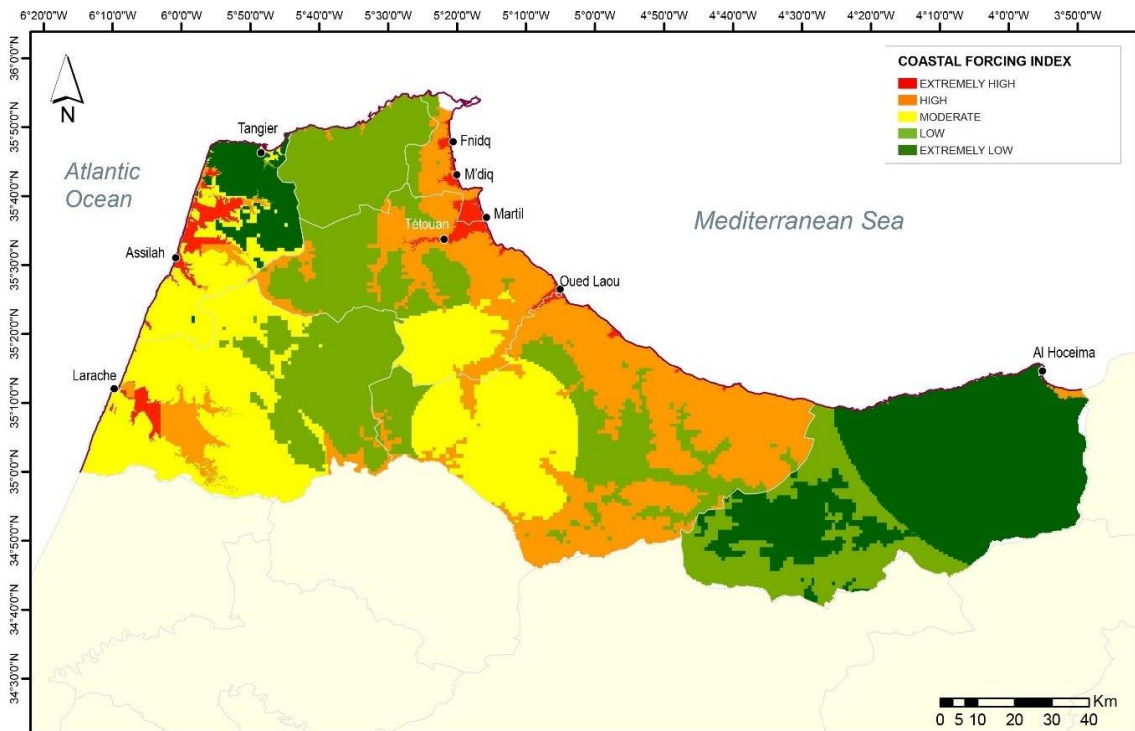 6°20'0"W 6°10'0"W 6°0'0"W 5°50'0"W 5°40'0"W 5°30'0"W 5°20'0"W 5°10'0"W 5°0'0"W 4°50'0"W 4°40'0"W 4°30'0"W 4°20'0"W 4°10'0"W 4°0'0"W 3°50'0"W
36°0'0"N
35°50'0"N
35°40'0"N
35°30'0"N
35°20'0"N
35°10'0"N
35°0'0"N
34°50'0"N
34°40'0"N
34°30'0"N
N
COASTAL FORCING INDEX
EXTREMELY HIGH
HIGH
MODERATE
LOW
EXTREMELY LOW
Tangier
Fnidq
Atlantic
Ocean
M'diq
Martil
Mediterranean Sea
Tétouan
Assilah
Oued Laou
Al Hoceima
Larache
Km
0 5 10 20 30 40